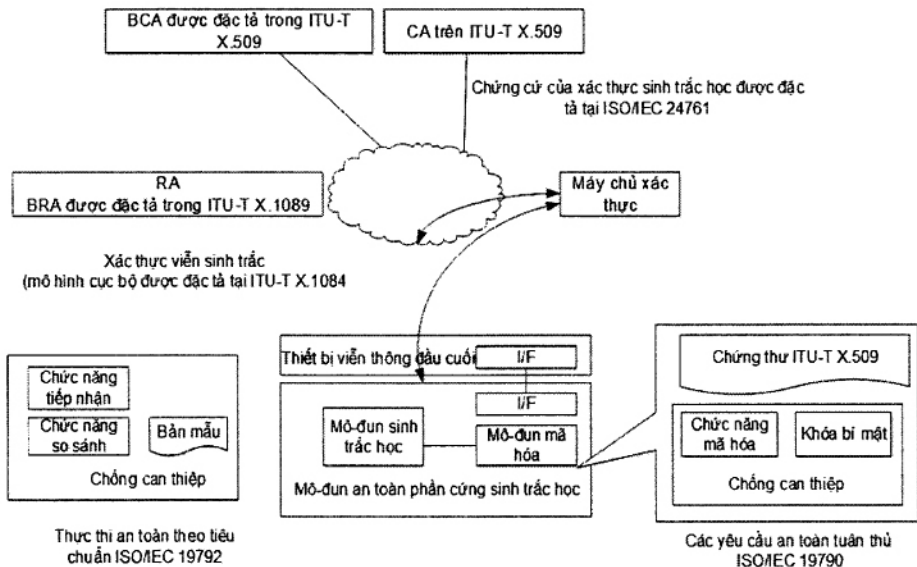 BCA được đặc tả trong ITU-T
X.509
CA trên ITU-T X.509
Chứng cứ của xác thực sinh trắc học được đặc
tả tại ISO/IEC 24761
RA
BRA được đặc tả trong ITU-T X.1089
Máy chủ xác
thực
Xác thực viễn sinh trắc
(mô hình cục bộ được đặc tả tại ITU-T X.1084
Thiết bị viễn thông đầu cuối
I/F
I/F
Mô-đun sinh
trắc học
Mô-đun mã
hóa
Mô-đun an toàn phần cứng sinh trắc học
Chức năng
tiếp nhận
Chức năng
so sánh
Bản mẫu
Chống can thiệp
Thực thi an toàn theo tiêu
chuẩn ISO/IEC 19792
Chứng thư ITU-T X.509
Chức năng
mã hóa
Khóa bí mật
Chống can thiệp
Các yêu cầu an toàn tuân thủ
ISO/IEC 19790